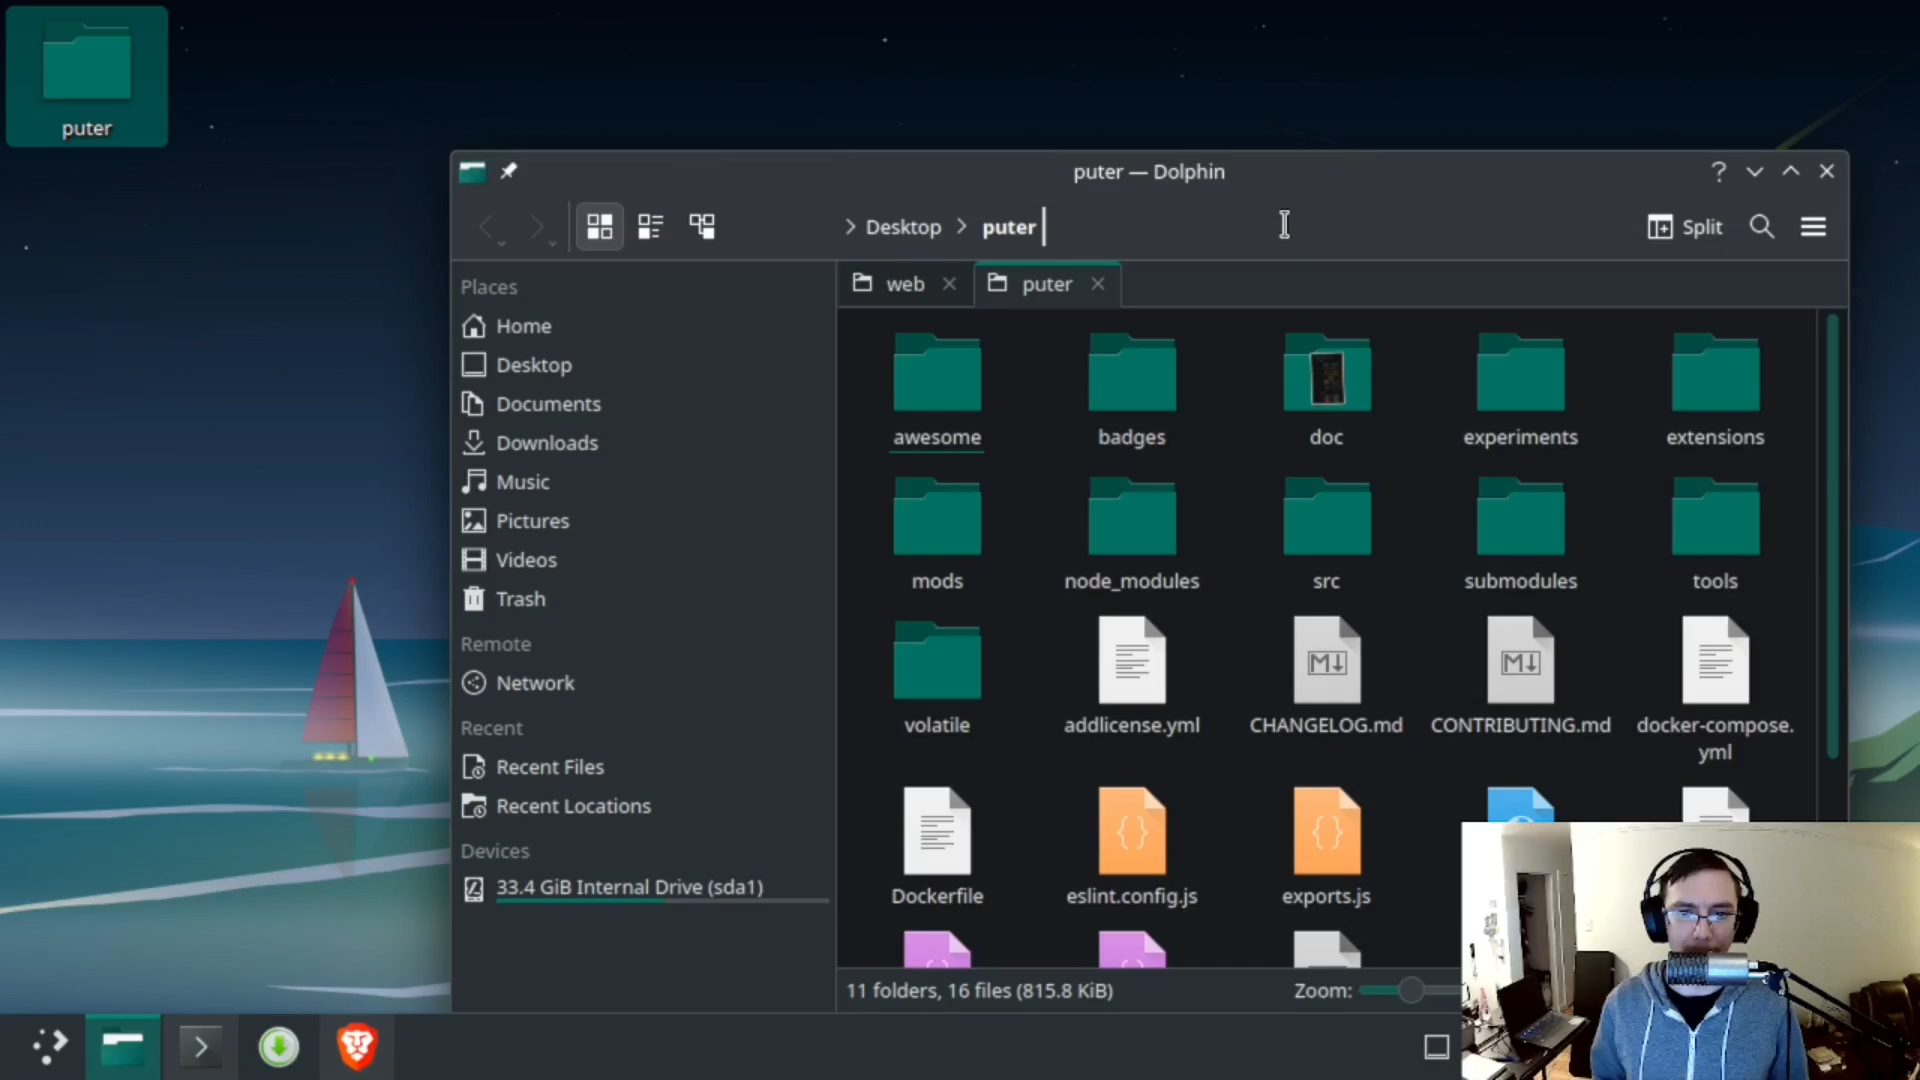 puter
puter — Dolphin
Desktop
puter
Split
web
puter
Places
Home
Desktop
Documents
Downloads
Music
Pictures
Videos
Trash
Remote
Network
Recent
Recent Files
Recent Locations
Devices
33.4 GiB Internal Drive (sda1)
awesome
badges
doc
experiments
extensions
mods
node_modules
src
submodules
tools
volatile
addlicense.yml
CHANGELOG.md
CONTRIBUTING.md
docker-compose.
yml
Dockerfile
eslint.config.js
exports.js
11 folders, 16 files (815.8 KiB)
Zoom: